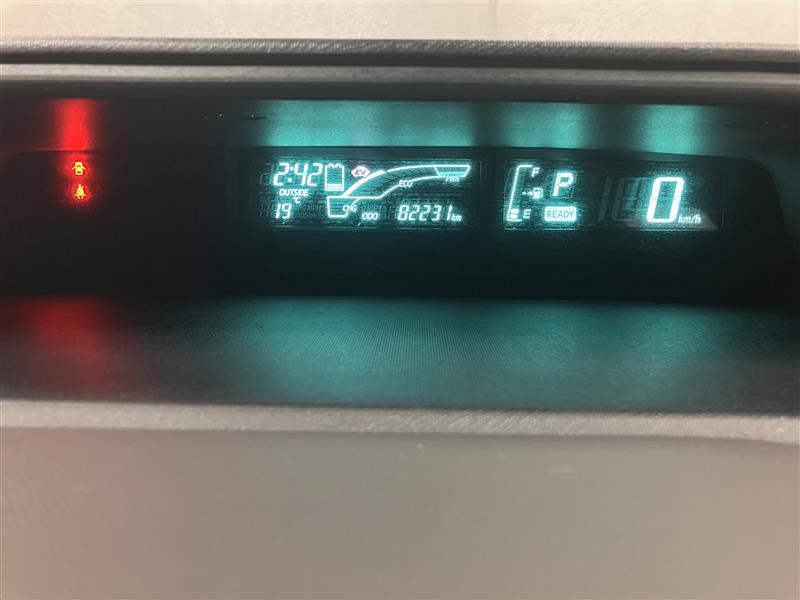 2:42
EV
ECO
PWR
OUTSIDE
19 °C
CHG
ODO 82231 km
F
E
P
READY
0 km/h